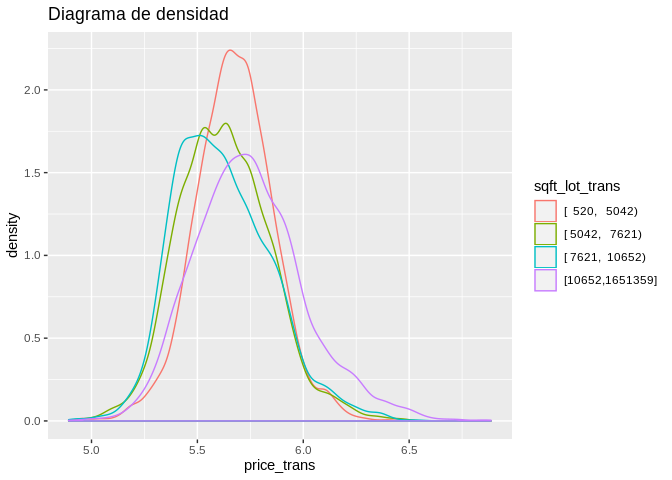 Diagrama de densidad
density
2.0
1.5
1.0
0.5
0.0
5.0 5.5 6.0 6.5
price_trans
sqft_lot_trans
[ 520, 5042)
[ 5042, 7621)
[ 7621, 10652)
[10652,1651359]